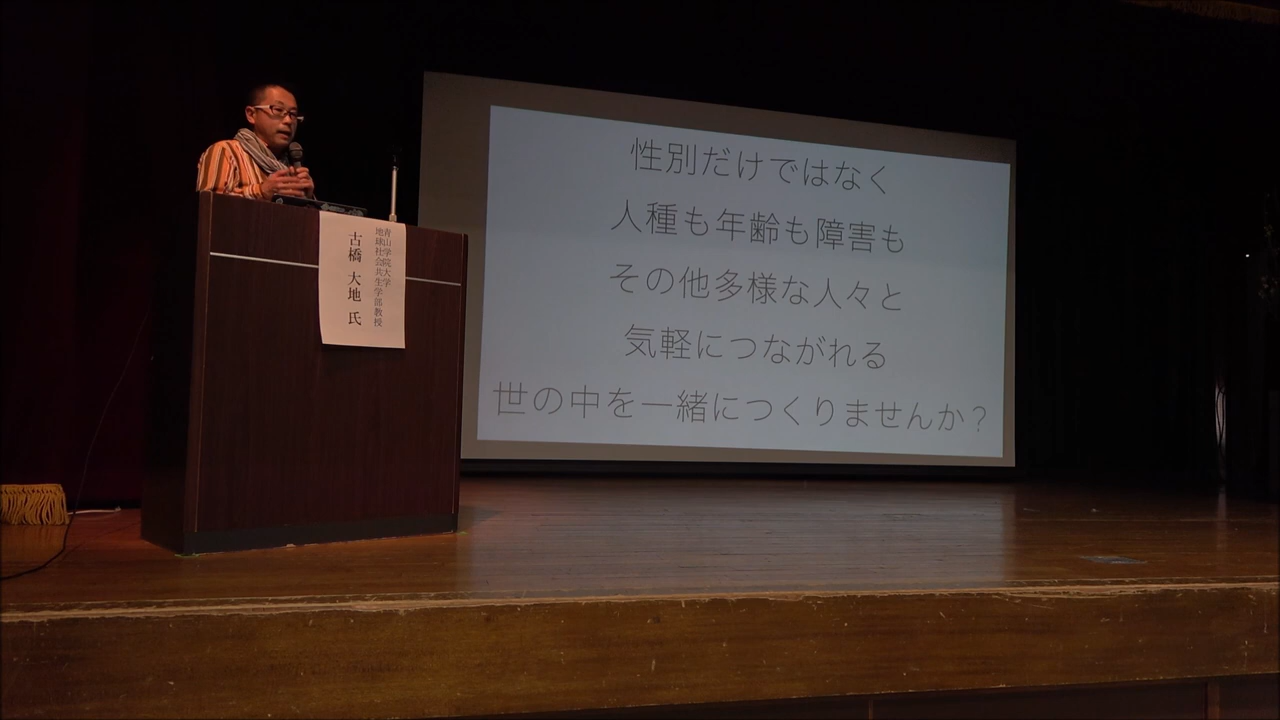 性別だけではなく
人種も年齢も障害も
その他多様な人々と
気軽につながれる
世の中を一緒につくりませんか？
青山学院大学
地球社会共生学部教授
古橋 大地 氏